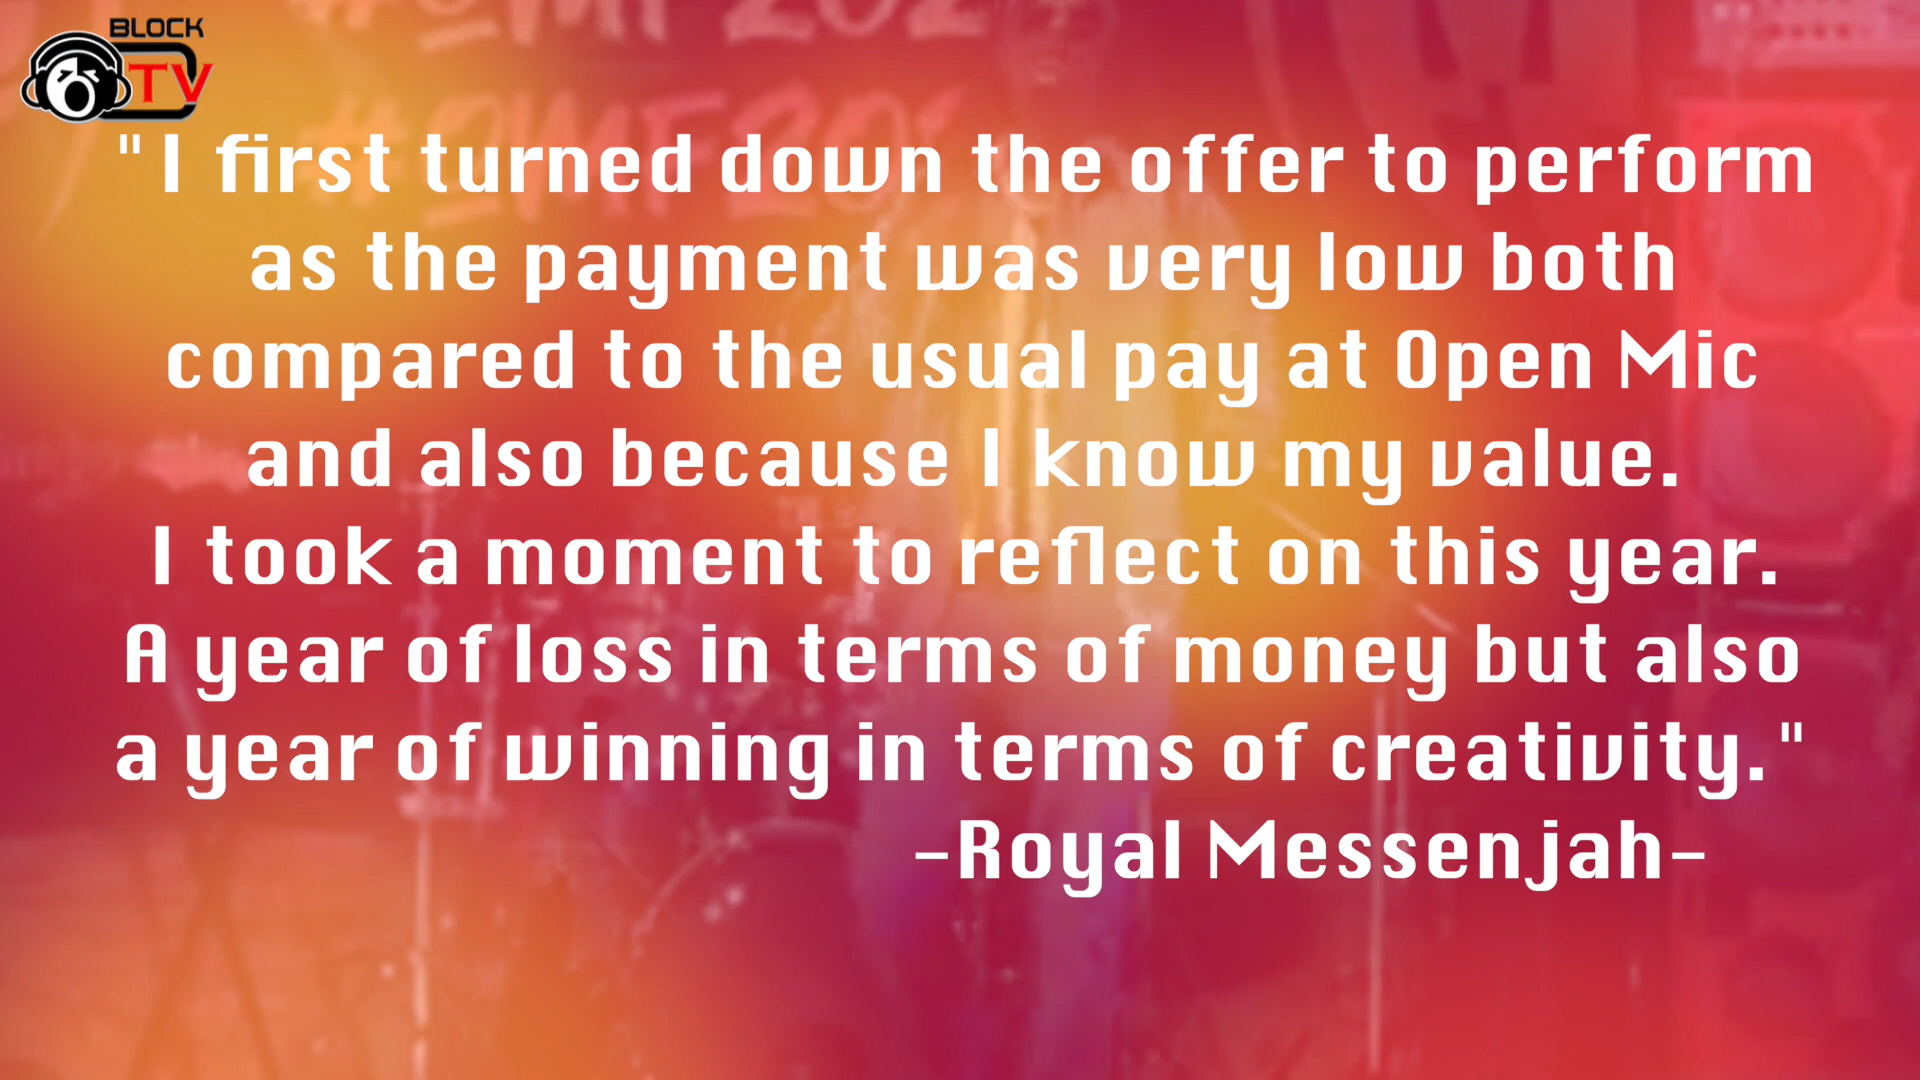 BLOCK
TV
#OMF202
#OMF20
"I first turned down the offer to perform
as the payment was very low both
compared to the usual pay at Open Mic
and also because I know my value.
I took a moment to reflect on this year.
A year of loss in terms of money but also
a year of winning in terms of creativity."
-Royal Messenjah-